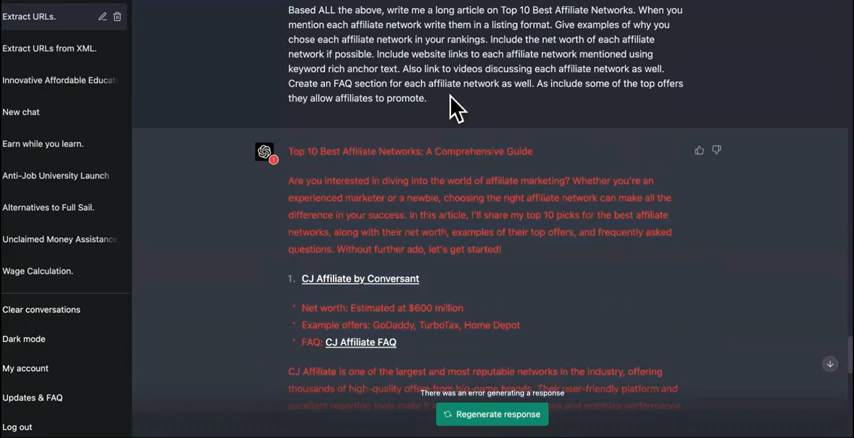 Extract URLs.
Extract URLs from XML.
Innovative Affordable Educat
New chat
Earn while you learn.
Anti-Job University Launch
Alternatives to Full Sail.
Unclaimed Money Assistance
Wage Calculation.
Clear conversations
Dark mode
My account
Updates & FAQ
Log out
Based ALL the above, write me a long article on Top 10 Best Affiliate Networks. When you
mention each affiliate network write them in a listing format. Give examples of why you
chose each affiliate network in your rankings. Include the net worth of each affiliate
network if possible. Include website links to each affiliate network mentioned using
keyword rich anchor text. Also link to videos discussing each affiliate network as well.
Create an FAQ section for each affiliate network as well. As include some of the top offers
they allow affiliates to promote.
Top 10 Best Affiliate Networks: A Comprehensive Guide
Are you interested in diving into the world of affiliate marketing? Whether you're an
experienced marketer or a newbie, choosing the right affiliate network can make all the
difference in your success. In this article, I'll share my top 10 picks for the best affiliate
networks, along with their net worth, examples of their top offers, and frequently asked
questions. Without further ado, let's get started!
1. CJ Affiliate by Conversant
• Net worth: Estimated at $600 million
• Example offers: GoDaddy, TurboTax, Home Depot
• FAQ: CJ Affiliate FAQ
CJ Affiliate is one of the largest and most reputable networks in the industry, offering
thousands of high-quality offers from big-name brands. Their user-friendly platform and
There was an error generating a response
Regenerate response